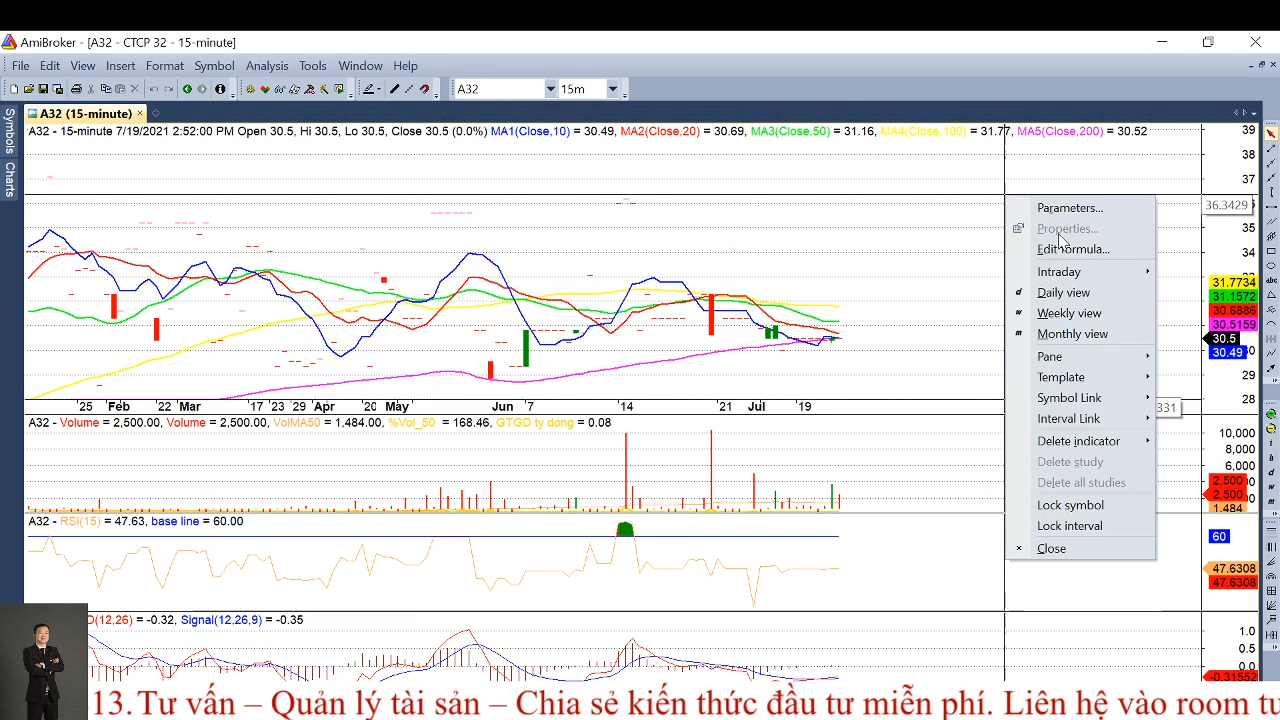 AmiBroker - [A32 - CTCP 32 - 15-minute]
File Edit View Insert Format Symbol Analysis Tools Window Help
A32 15m
A32 (15-minute)
Symbols
Charts
A32 - 15-minute 7/19/2021 2:52:00 PM Open 30.5, Hi 30.5, Lo 30.5, Close 30.5 (0.0%) MA1(Close,10) = 30.49, MA2(Close,20) = 30.69, MA3(Close,50) = 31.16, MA4(Close,100) = 31.77, MA5(Close,200) = 30.52
39
38
37
36.3429
35
34
31.7734
31.1572
30.6886
30.5159
30.5
30.49
29
28
Parameters...
Properties...
Edit Formula...
Intraday
d Daily view
w Weekly view
m Monthly view
Pane
Template
Symbol Link
Interval Link
Delete indicator
Delete study
Delete all studies
Lock symbol
Lock interval
× Close
25 Feb 22 Mar 17 23 29 Apr 20 May Jun 7 14 21 Jul 19
331
A32 - Volume = 2,500.00, Volume = 2,500.00, VolMA50 = 1,484.00, %Vol_50 = 168.46, GTGD ty dong = 0.08
10,000
8,000
6,000
2,500
2,500
1,484
A32 - RSI(15) = 47.63, base line = 60.00
60
47.6308
47.6308
D(12,26) = -0.32, Signal(12,26,9) = -0.35
1.0
0.5
0.0
-0.31552
13. Tư vấn – Quản lý tài sản – Chia sẻ kiến thức đầu tư miễn phí. Liên hệ vào room tư